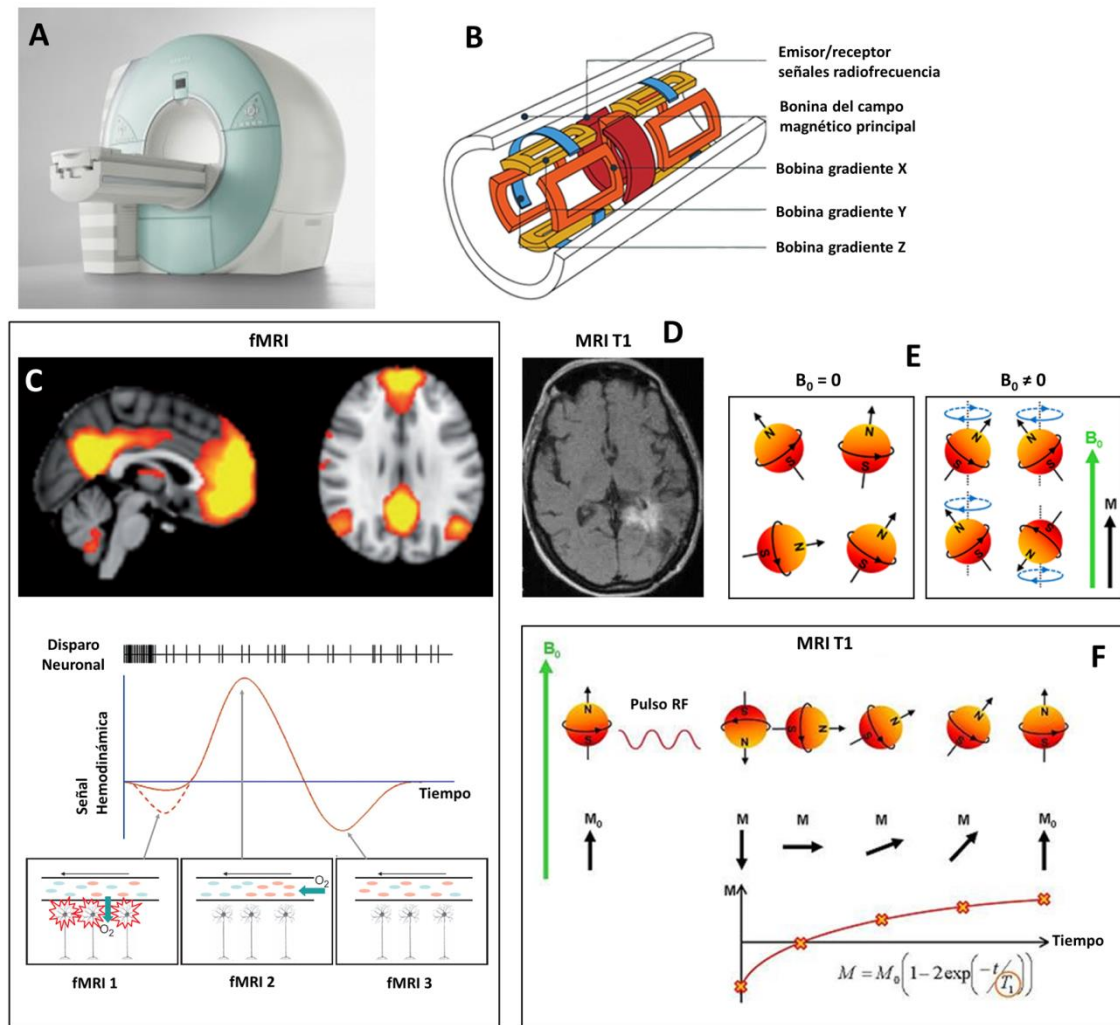 A
B
Emisor/receptor
señales radiofrecuencia
Bonina del campo
magnético principal
Bobina gradiente X
Bobina gradiente Y
Bobina gradiente Z
fMRI
C
MRI T1
D
E
B₀ = 0
B₀ ≠ 0
N
S
N
S
S
N
N
S
N
S
N
S
N
S
S
N
B₀
M
Disparo
Neuronal
Señal
Hemodinámica
Tiempo
O₂
O₂
fMRI 1
fMRI 2
fMRI 3
MRI T1
F
B₀
N
S
Pulso RF
S
N
S
N
N
S
N
S
N
S
M₀
M
M
M
M
M₀
M
Tiempo
M = M₀(1−2exp(−t/T₁))